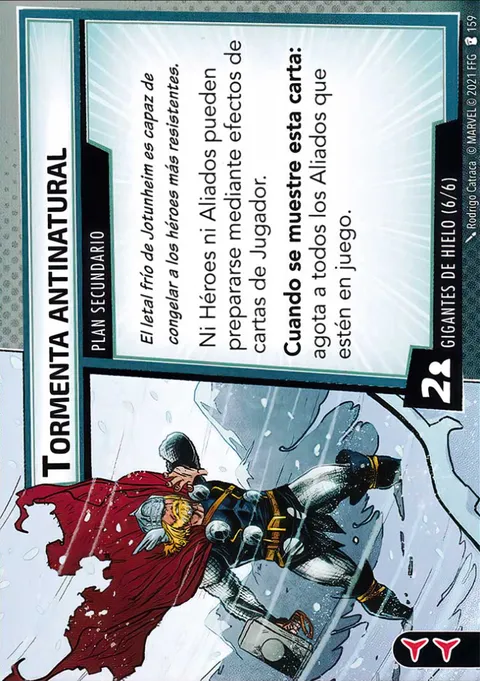 TORMENTA ANTINATURAL
PLAN SECUNDARIO
El letal frío de Jotunheim es capaz de
congelar a los héroes más resistentes.
Ni Héroes ni Aliados pueden
prepararse mediante efectos de
cartas de Jugador.
Cuando se muestre esta carta:
agota a todos los Aliados que
estén en juego.
2
GIGANTES DE HIELO (6/6)
Rodrigo Catraca © MARVEL © 2021 FFG 159